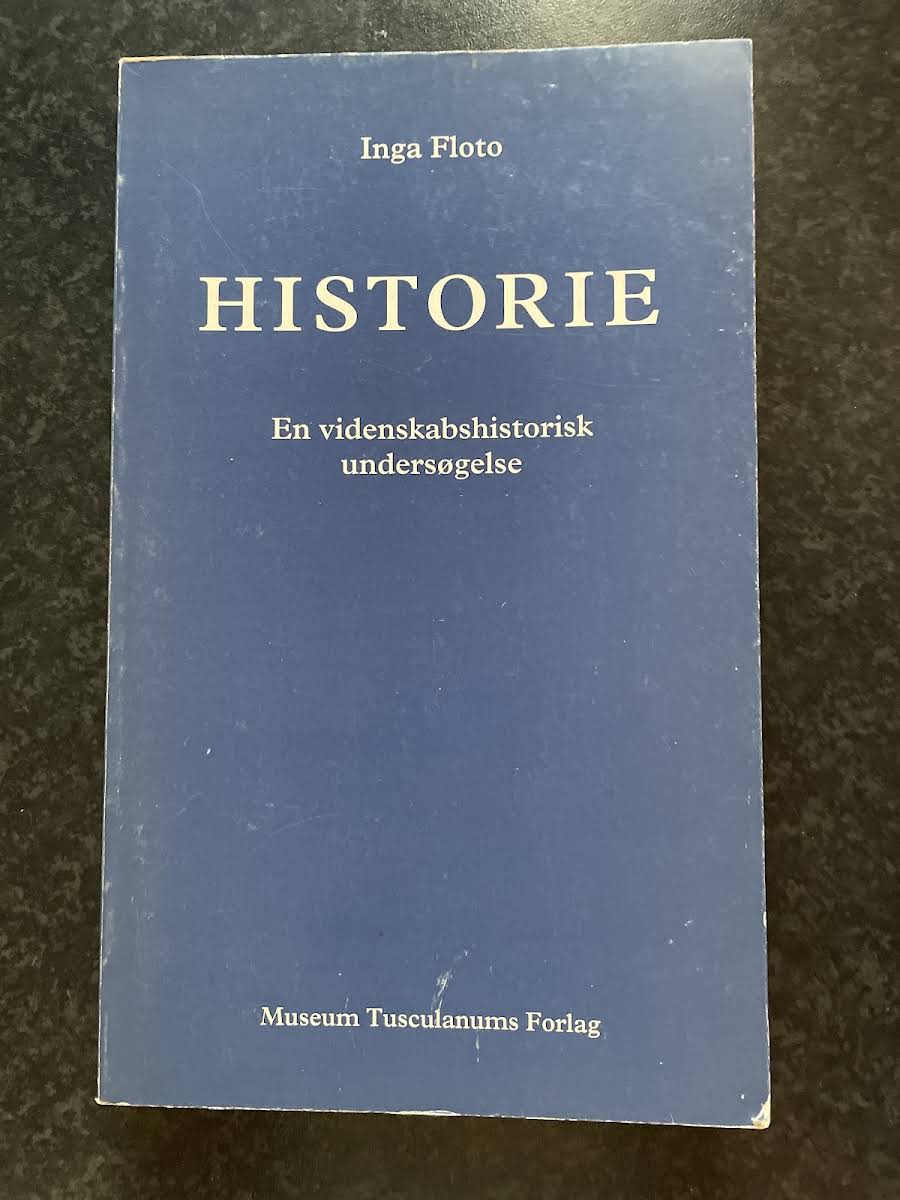 Inga Floto
HISTORIE
En videnskabshistorisk
undersøgelse
Museum Tusculanums Forlag